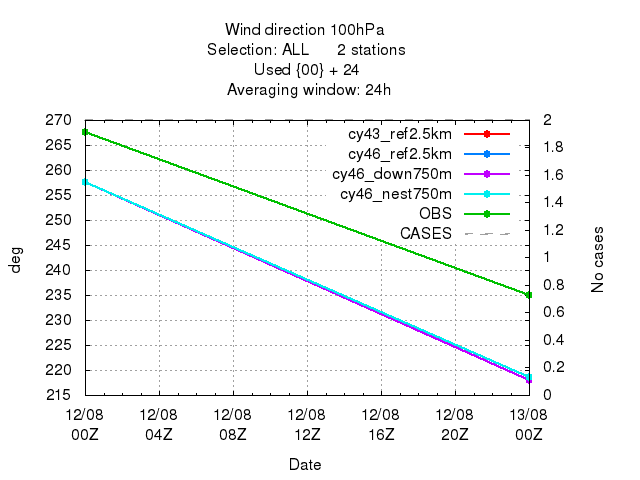 Wind direction 100hPa
Selection: ALL 2 stations
Used {00} + 24
Averaging window: 24h
270
265
260
255
250
245
240
235
230
225
220
215
deg
2
1.8
1.6
1.4
1.2
1
0.8
0.6
0.4
0.2
0
No cases
cy43_ref2.5km
cy46_ref2.5km
cy46_down750m
cy46_nest750m
OBS
CASES
12/08 12/08 12/08 12/08 12/08 12/08 13/08
00Z 04Z 08Z 12Z 16Z 20Z 00Z
Date